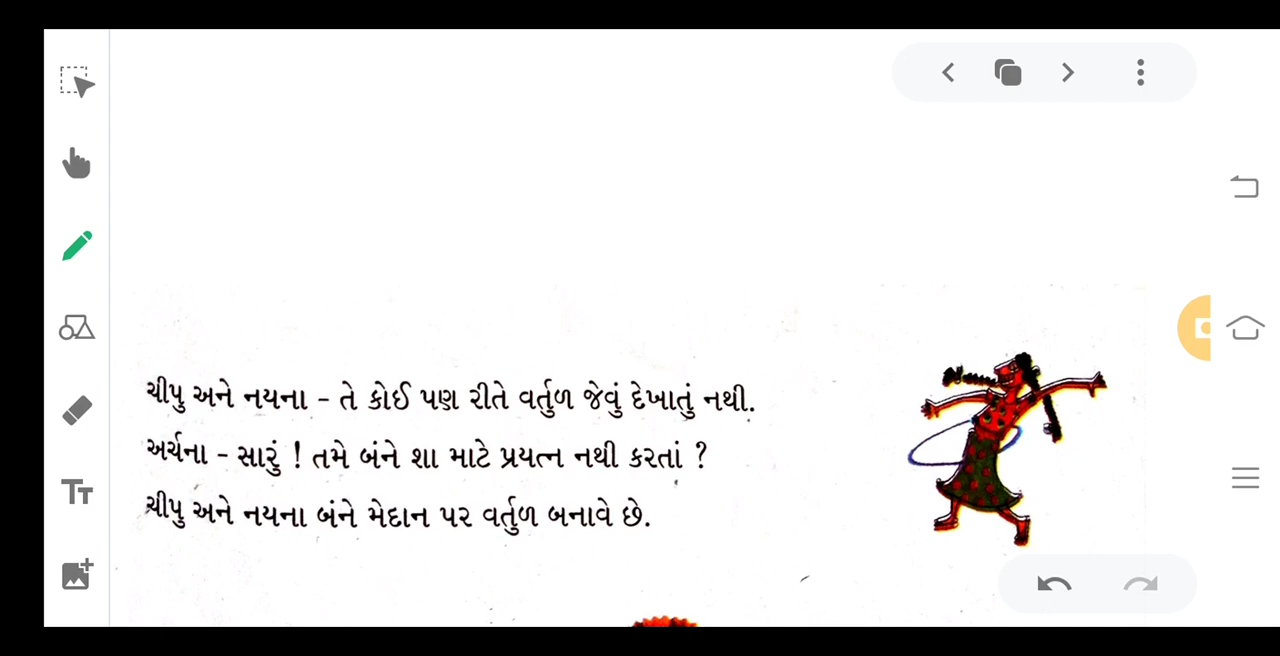 ચીપુ અને નયના - તે કોઈ પણ રીતે વર્તુળ જેવું દેખાતું નથી.
અર્ચના - સારું ! તમે બંને શા માટે પ્રયત્ન નથી કરતાં ?
ચીપુ અને નયના બંને મેદાન પર વર્તુળ બનાવે છે.